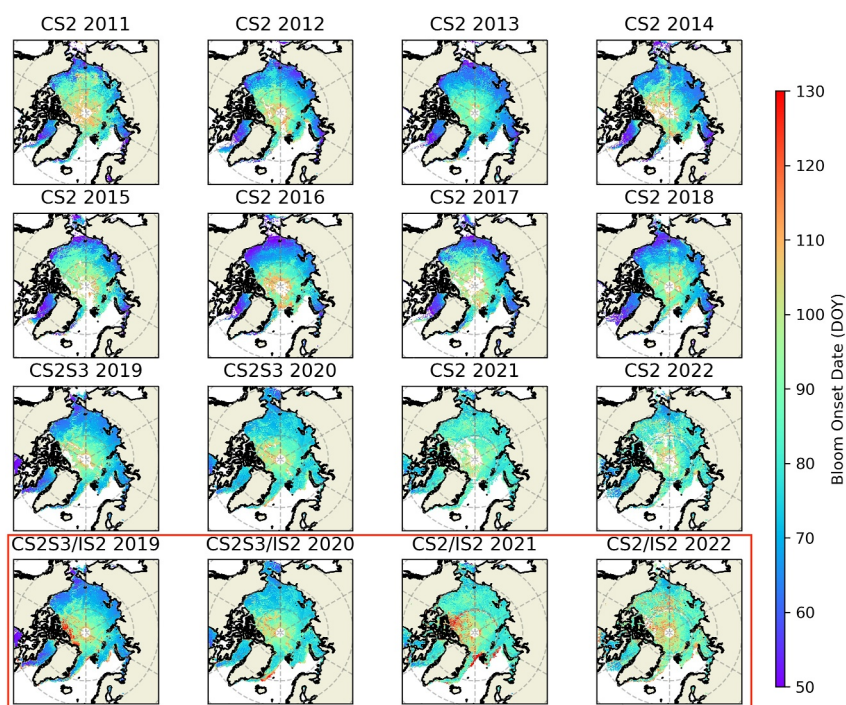 CS2 2011 CS2 2012 CS2 2013 CS2 2014
CS2 2015 CS2 2016 CS2 2017 CS2 2018
CS2S3 2019 CS2S3 2020 CS2 2021 CS2 2022
CS2S3/IS2 2019 CS2S3/IS2 2020 CS2/IS2 2021 CS2/IS2 2022
130
120
110
100
90
80
70
60
50
Bloom Onset Date (DOY)